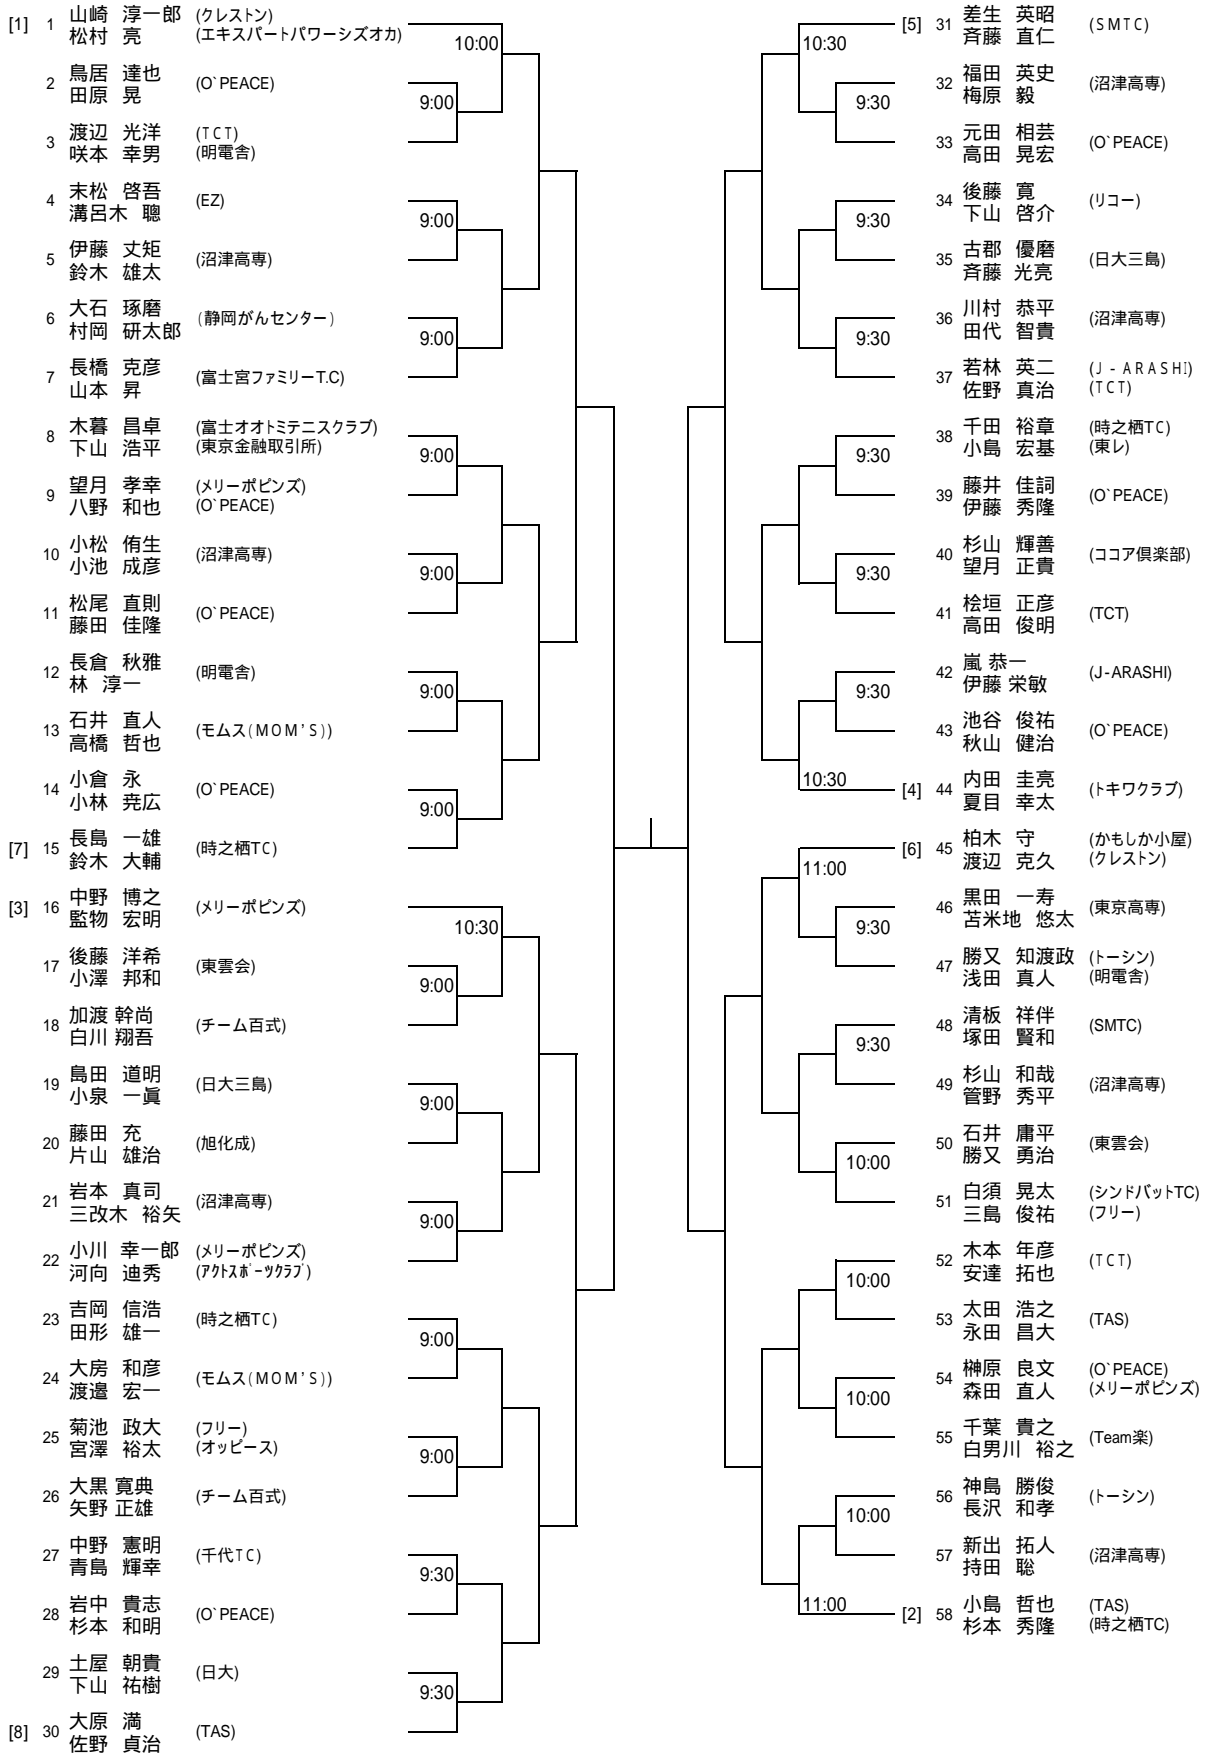 [1] 1 山崎 淳一郎 (クレストン)
松村 亮 (エキスパートパワーシズオカ)
10:00
2 鳥居 達也 (O`PEACE)
田原 晃
9:00
3 渡辺 光洋 (TCT)
咲本 幸男 (明電舎)
4 末松 啓吾 (EZ)
溝呂木 聰
9:00
5 伊藤 丈矩 (沼津高専)
鈴木 雄太
6 大石 琢磨 (静岡がんセンター)
村岡 研太郎
9:00
7 長橋 克彦 (富士宮ファミリーT.C)
山本 昇
8 木暮 昌卓 (富士オオトミテニスクラブ)
下山 浩平 (東京金融取引所)
9:00
9 望月 孝幸 (メリーポピンズ)
八野 和也 (O`PEACE)
10 小松 侑生 (沼津高専)
小池 成彦
9:00
11 松尾 直則 (O`PEACE)
藤田 佳隆
12 長倉 秋雅 (明電舎)
林 淳一
9:00
13 石井 直人 (モムス(MOM'S))
高橋 哲也
14 小倉 永 (O`PEACE)
小林 尭広
9:00
[7] 15 長島 一雄 (時之栖TC)
鈴木 大輔
[3] 16 中野 博之 (メリーポピンズ)
監物 宏明
10:30
17 後藤 洋希 (東雲会)
小澤 邦和
9:00
18 加渡 幹尚 (チーム百式)
白川 翔吾
19 島田 道明 (日大三島)
小泉 一眞
9:00
20 藤田 充 (旭化成)
片山 雄治
21 岩本 真司 (沼津高専)
三改木 裕矢
9:00
22 小川 幸一郎 (メリーポピンズ)
河向 迪秀 (アクトスポーツクラブ)
23 吉岡 信浩 (時之栖TC)
田形 雄一
9:00
24 大房 和彦 (モムス(MOM'S))
渡邉 宏一
25 菊池 政大 (フリー)
宮澤 裕太 (オッピース)
9:00
26 大黒 寛典 (チーム百式)
矢野 正雄
27 中野 憲明 (千代TC)
青島 輝幸
9:30
28 岩中 貴志 (O`PEACE)
杉本 和明
29 土屋 朝貴 (日大)
下山 祐樹
9:30
[8] 30 大原 満 (TAS)
佐野 貞治
[5] 31 差生 英昭 (SMTC)
斉藤 直仁
10:30
32 福田 英史 (沼津高専)
梅原 毅
9:30
33 元田 相芸 (O`PEACE)
高田 晃宏
34 後藤 寛 (リコー)
下山 啓介
9:30
35 古郡 優磨 (日大三島)
斉藤 光亮
36 川村 恭平 (沼津高専)
田代 智貴
9:30
37 若林 英二 (J-ARASHI)
佐野 真治 (TCT)
38 千田 裕章 (時之栖TC)
小島 宏基 (東レ)
9:30
39 藤井 佳詞 (O`PEACE)
伊藤 秀隆
40 杉山 輝善 (ココア倶楽部)
望月 正貴
9:30
41 桧垣 正彦 (TCT)
高田 俊明
42 嵐 恭一 (J-ARASHI)
伊藤 栄敏
9:30
43 池谷 俊祐 (O`PEACE)
秋山 健治
10:30
[4] 44 内田 圭亮 (トキワクラブ)
夏目 幸太
[6] 45 柏木 守 (かもしか小屋)
渡辺 克久 (クレストン)
11:00
46 黒田 一寿 (東京高専)
苫米地 悠太
9:30
47 勝又 知渡政 (トーシン)
浅田 真人 (明電舎)
48 清板 祥伴 (SMTC)
塚田 賢和
9:30
49 杉山 和哉 (沼津高専)
管野 秀平
50 石井 庸平 (東雲会)
勝又 勇治
10:00
51 白須 晃太 (シンドバットTC)
三島 俊祐 (フリー)
52 木本 年彦 (TCT)
安達 拓也
10:00
53 太田 浩之 (TAS)
永田 昌大
54 榊原 良文 (O`PEACE)
森田 直人 (メリーポピンズ)
10:00
55 千葉 貴之 (Team楽)
白男川 裕之
56 神島 勝俊 (トーシン)
長沢 和孝
10:00
57 新出 拓人 (沼津高専)
持田 聡
11:00
[2] 58 小島 哲也 (TAS)
杉本 秀隆 (時之栖TC)